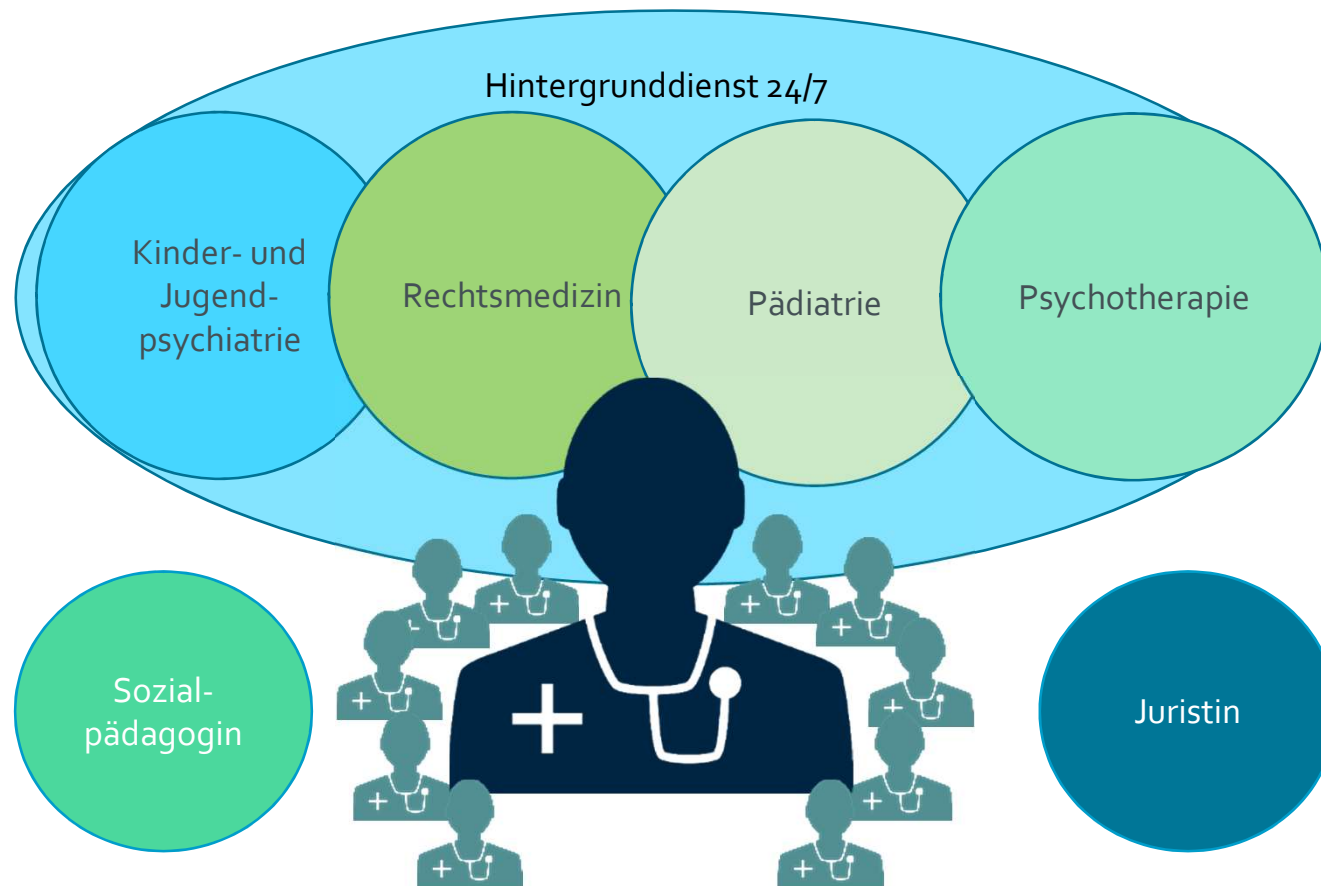 Hintergrunddienst 24/7
Kinder- und
Jugend-
psychiatrie
Rechtsmedizin
Pädiatrie
Psychotherapie
Sozial-
pädagogin
Juristin